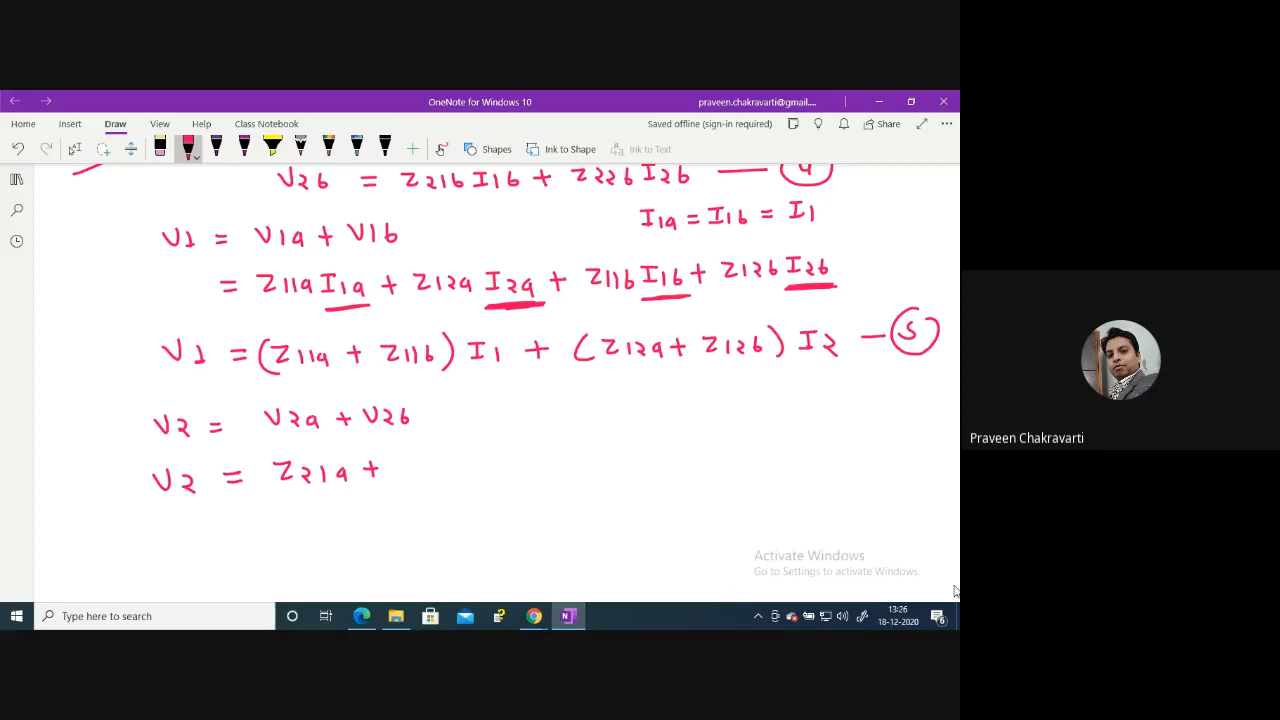 OneNote for Windows 10
praveen.chakravarti@gmail....
Home Insert Draw View Help Class Notebook
Saved offline (sign-in required)
Share
Shapes
Ink to Shape
Ink to Text
V2b = Z21b I1b + Z22b I2b — 4
I1a = I1b = I1
V1 = V1a + V1b
= Z11a I1a + Z12a I2a + Z11b I1b + Z12b I2b
V1 = (Z11a + Z11b) I1 + (Z12a + Z12b) I2 — 5
V2 = V2a + V2b
V2 = Z21a +
Praveen Chakravarti
Activate Windows
Go to Settings to activate Windows.
Type here to search
13:26
18-12-2020
6